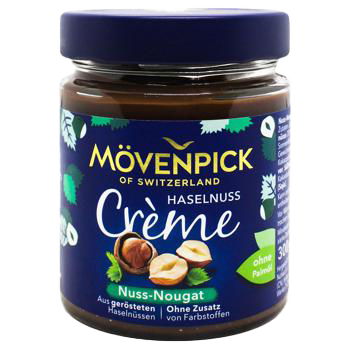 MÖVENPICK
OF SWITZERLAND
HASELNUSS
Crème
ohne
Palmöl
Nuss-Nougat
Aus gerösteten
Haselnüssen
Ohne Zusatz
von Farbstoffen